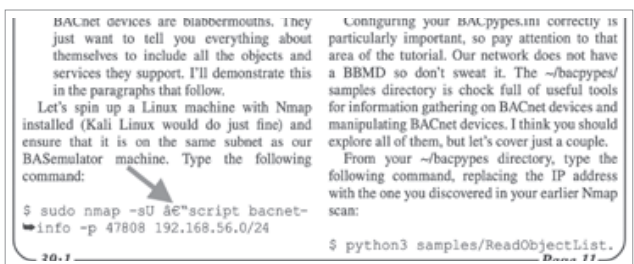 BACnet devices are blabbermouths. They
just want to tell you everything about
themselves to include all the objects and
services they support. I'll demonstrate this
in the paragraphs that follow.
Let's spin up a Linux machine with Nmap
installed (Kali Linux would do just fine) and
ensure that it is on the same subnet as our
BASemulator machine. Type the following
command:
$ sudo nmap -sU â€“script bacnet-
➥info -p 47808 192.168.56.0/24
39:1
Configuring your BACpypes.ini correctly is
particularly important, so pay attention to that
area of the tutorial. Our network does not have
a BBMD so don't sweat it. The ~/bacpypes/
samples directory is chock full of useful tools
for information gathering on BACnet devices and
manipulating BACnet devices. I think you should
explore all of them, but let's cover just a couple.
From your ~/bacpypes directory, type the
following command, replacing the IP address
with the one you discovered in your earlier Nmap
scan:
$ python3 samples/ReadObjectList.
Page 11